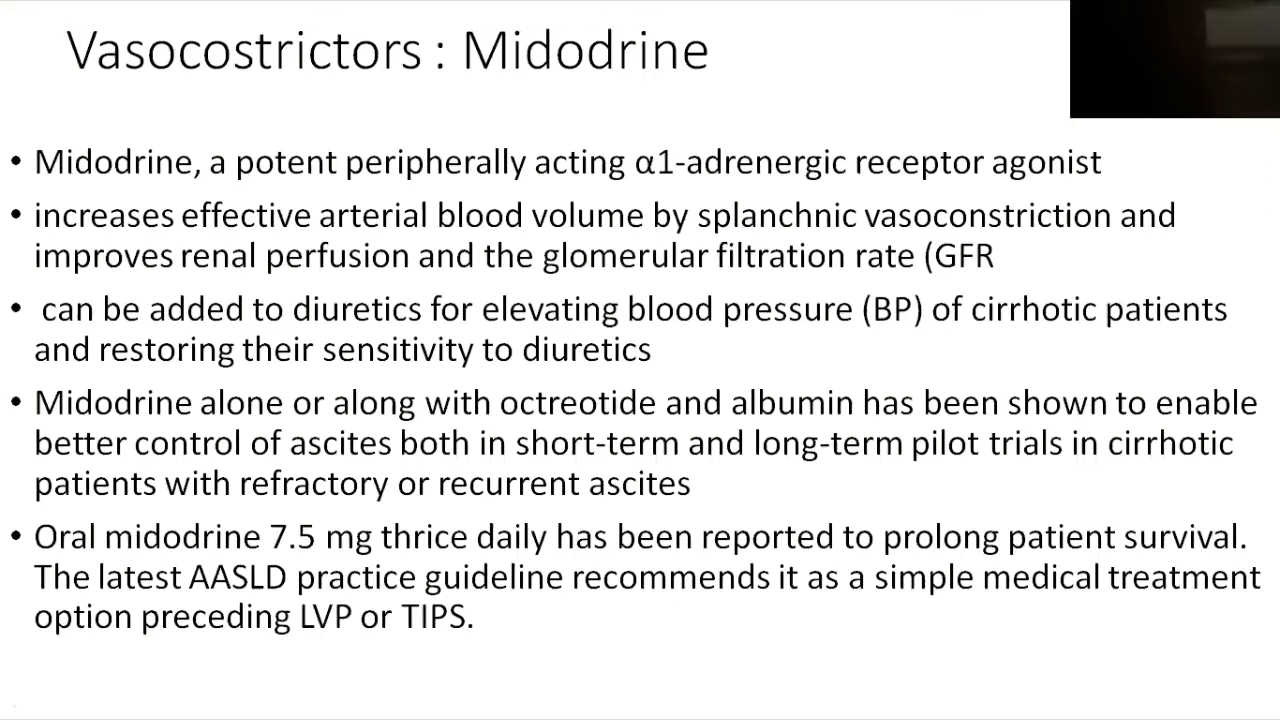 Vasocostrictors : Midodrine
• Midodrine, a potent peripherally acting α1-adrenergic receptor agonist
• increases effective arterial blood volume by splanchnic vasoconstriction and
improves renal perfusion and the glomerular filtration rate (GFR
• can be added to diuretics for elevating blood pressure (BP) of cirrhotic patients
and restoring their sensitivity to diuretics
• Midodrine alone or along with octreotide and albumin has been shown to enable
better control of ascites both in short-term and long-term pilot trials in cirrhotic
patients with refractory or recurrent ascites
• Oral midodrine 7.5 mg thrice daily has been reported to prolong patient survival.
The latest AASLD practice guideline recommends it as a simple medical treatment
option preceding LVP or TIPS.